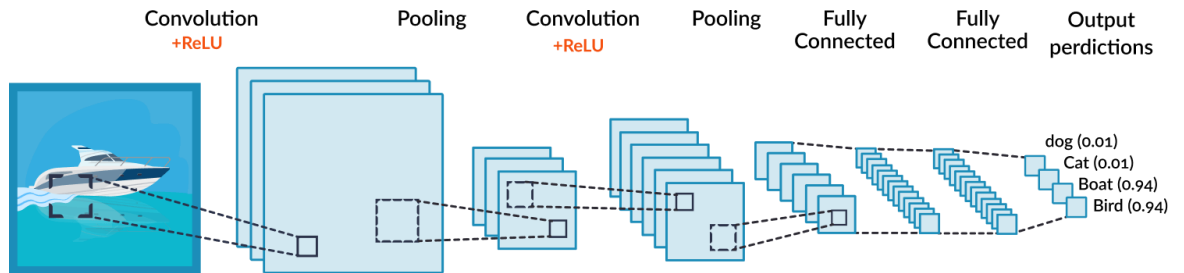 Convolution
+ReLU
Pooling
Convolution
+ReLU
Pooling
Fully
Connected
Fully
Connected
Output
perdictions
dog (0.01)
Cat (0.01)
Boat (0.94)
Bird (0.94)